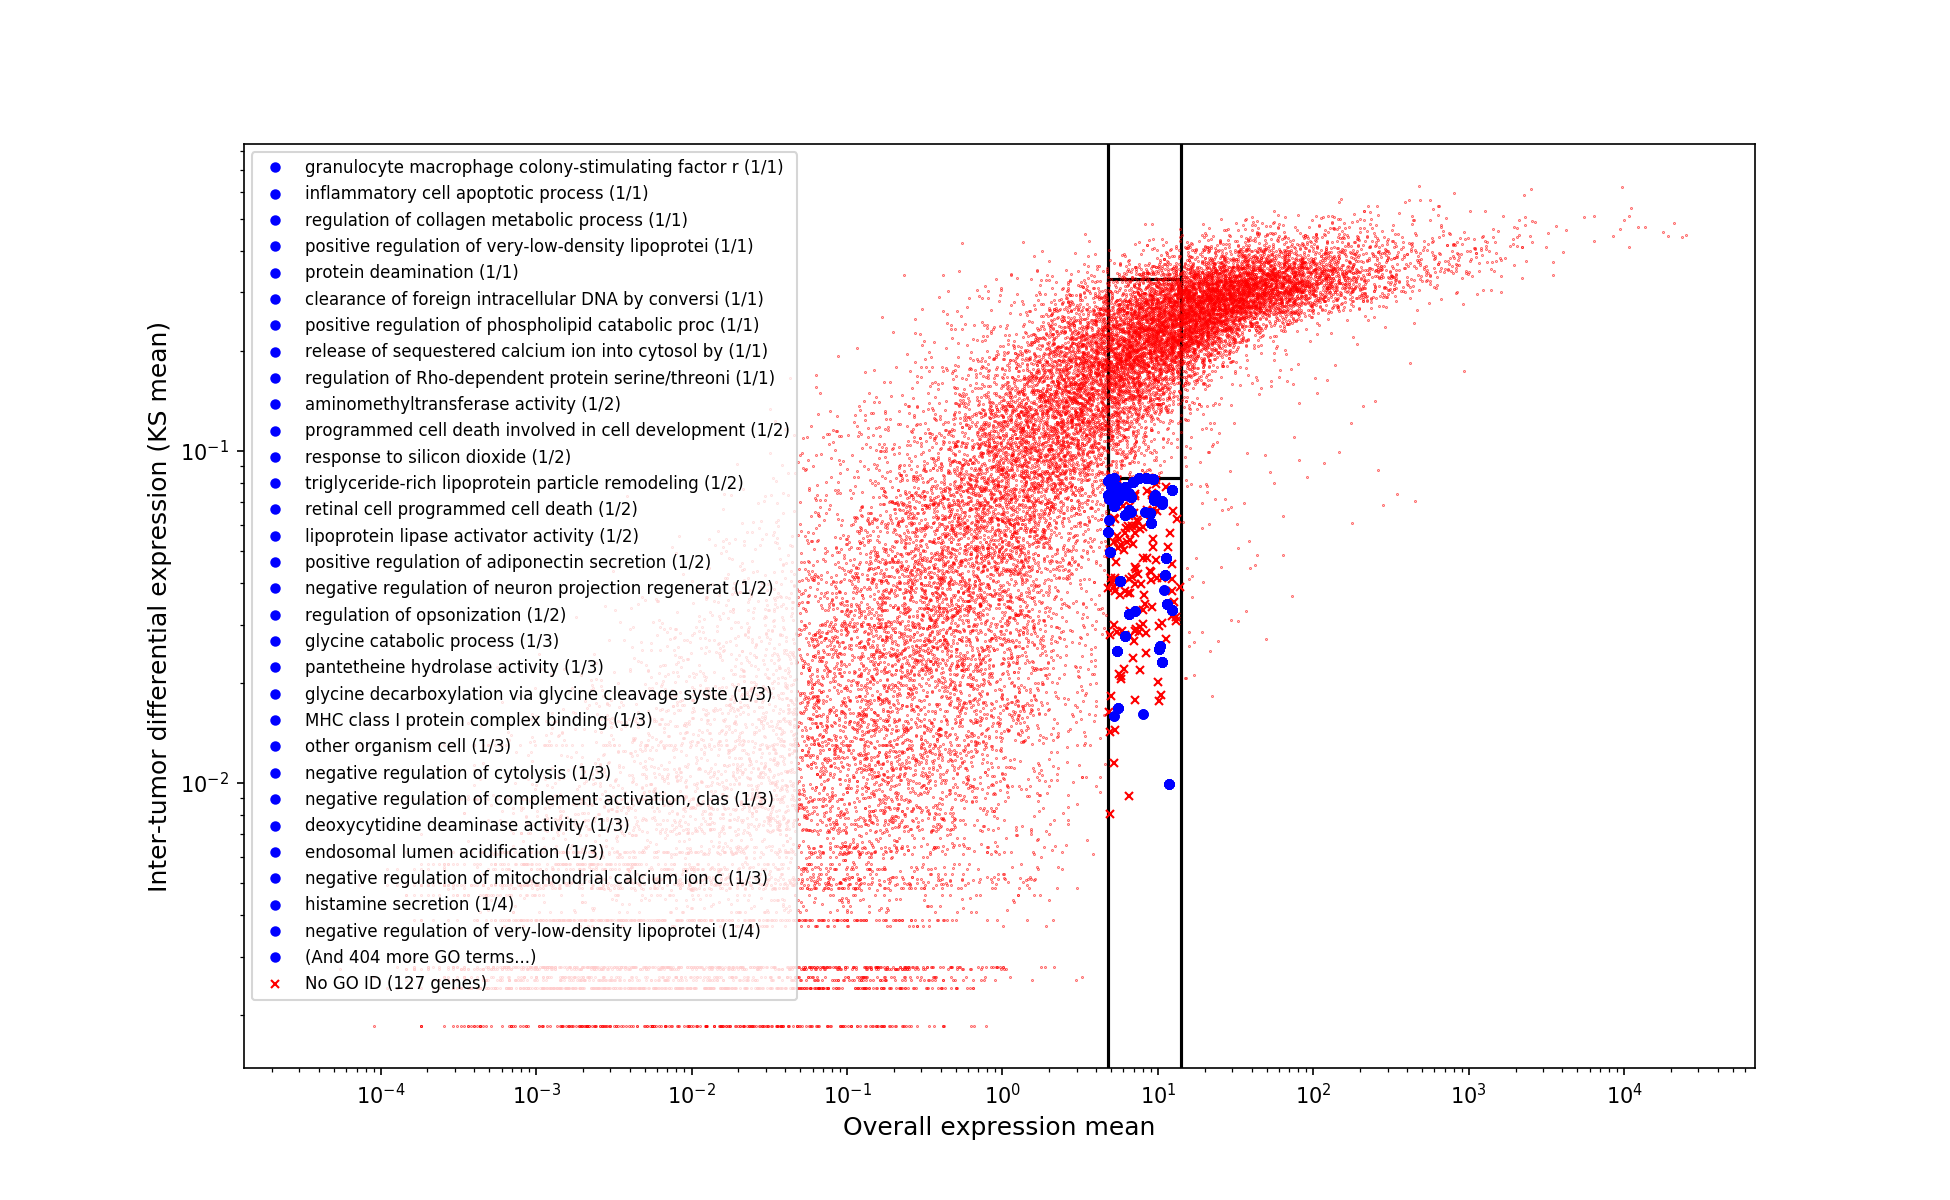 granulocyte macrophage colony-stimulating factor r (1/1)
inflammatory cell apoptotic process (1/1)
regulation of collagen metabolic process (1/1)
positive regulation of very-low-density lipoprotei (1/1)
protein deamination (1/1)
clearance of foreign intracellular DNA by conversi (1/1)
positive regulation of phospholipid catabolic proc (1/1)
release of sequestered calcium ion into cytosol by (1/1)
regulation of Rho-dependent protein serine/threoni (1/1)
aminomethyltransferase activity (1/2)
programmed cell death involved in cell development (1/2)
response to silicon dioxide (1/2)
triglyceride-rich lipoprotein particle remodeling (1/2)
retinal cell programmed cell death (1/2)
lipoprotein lipase activator activity (1/2)
positive regulation of adiponectin secretion (1/2)
negative regulation of neuron projection regenerat (1/2)
regulation of opsonization (1/2)
glycine catabolic process (1/3)
pantetheine hydrolase activity (1/3)
glycine decarboxylation via glycine cleavage syste (1/3)
MHC class I protein complex binding (1/3)
other organism cell (1/3)
negative regulation of cytolysis (1/3)
negative regulation of complement activation, clas (1/3)
deoxycytidine deaminase activity (1/3)
endosomal lumen acidification (1/3)
negative regulation of mitochondrial calcium ion c (1/3)
histamine secretion (1/4)
negative regulation of very-low-density lipoprotei (1/4)
(And 404 more GO terms...)
No GO ID (127 genes)
Inter-tumor differential expression (KS mean)
10⁻¹
10⁻²
10⁻⁴ 10⁻³ 10⁻² 10⁻¹ 10⁰ 10¹ 10² 10³ 10⁴
Overall expression mean